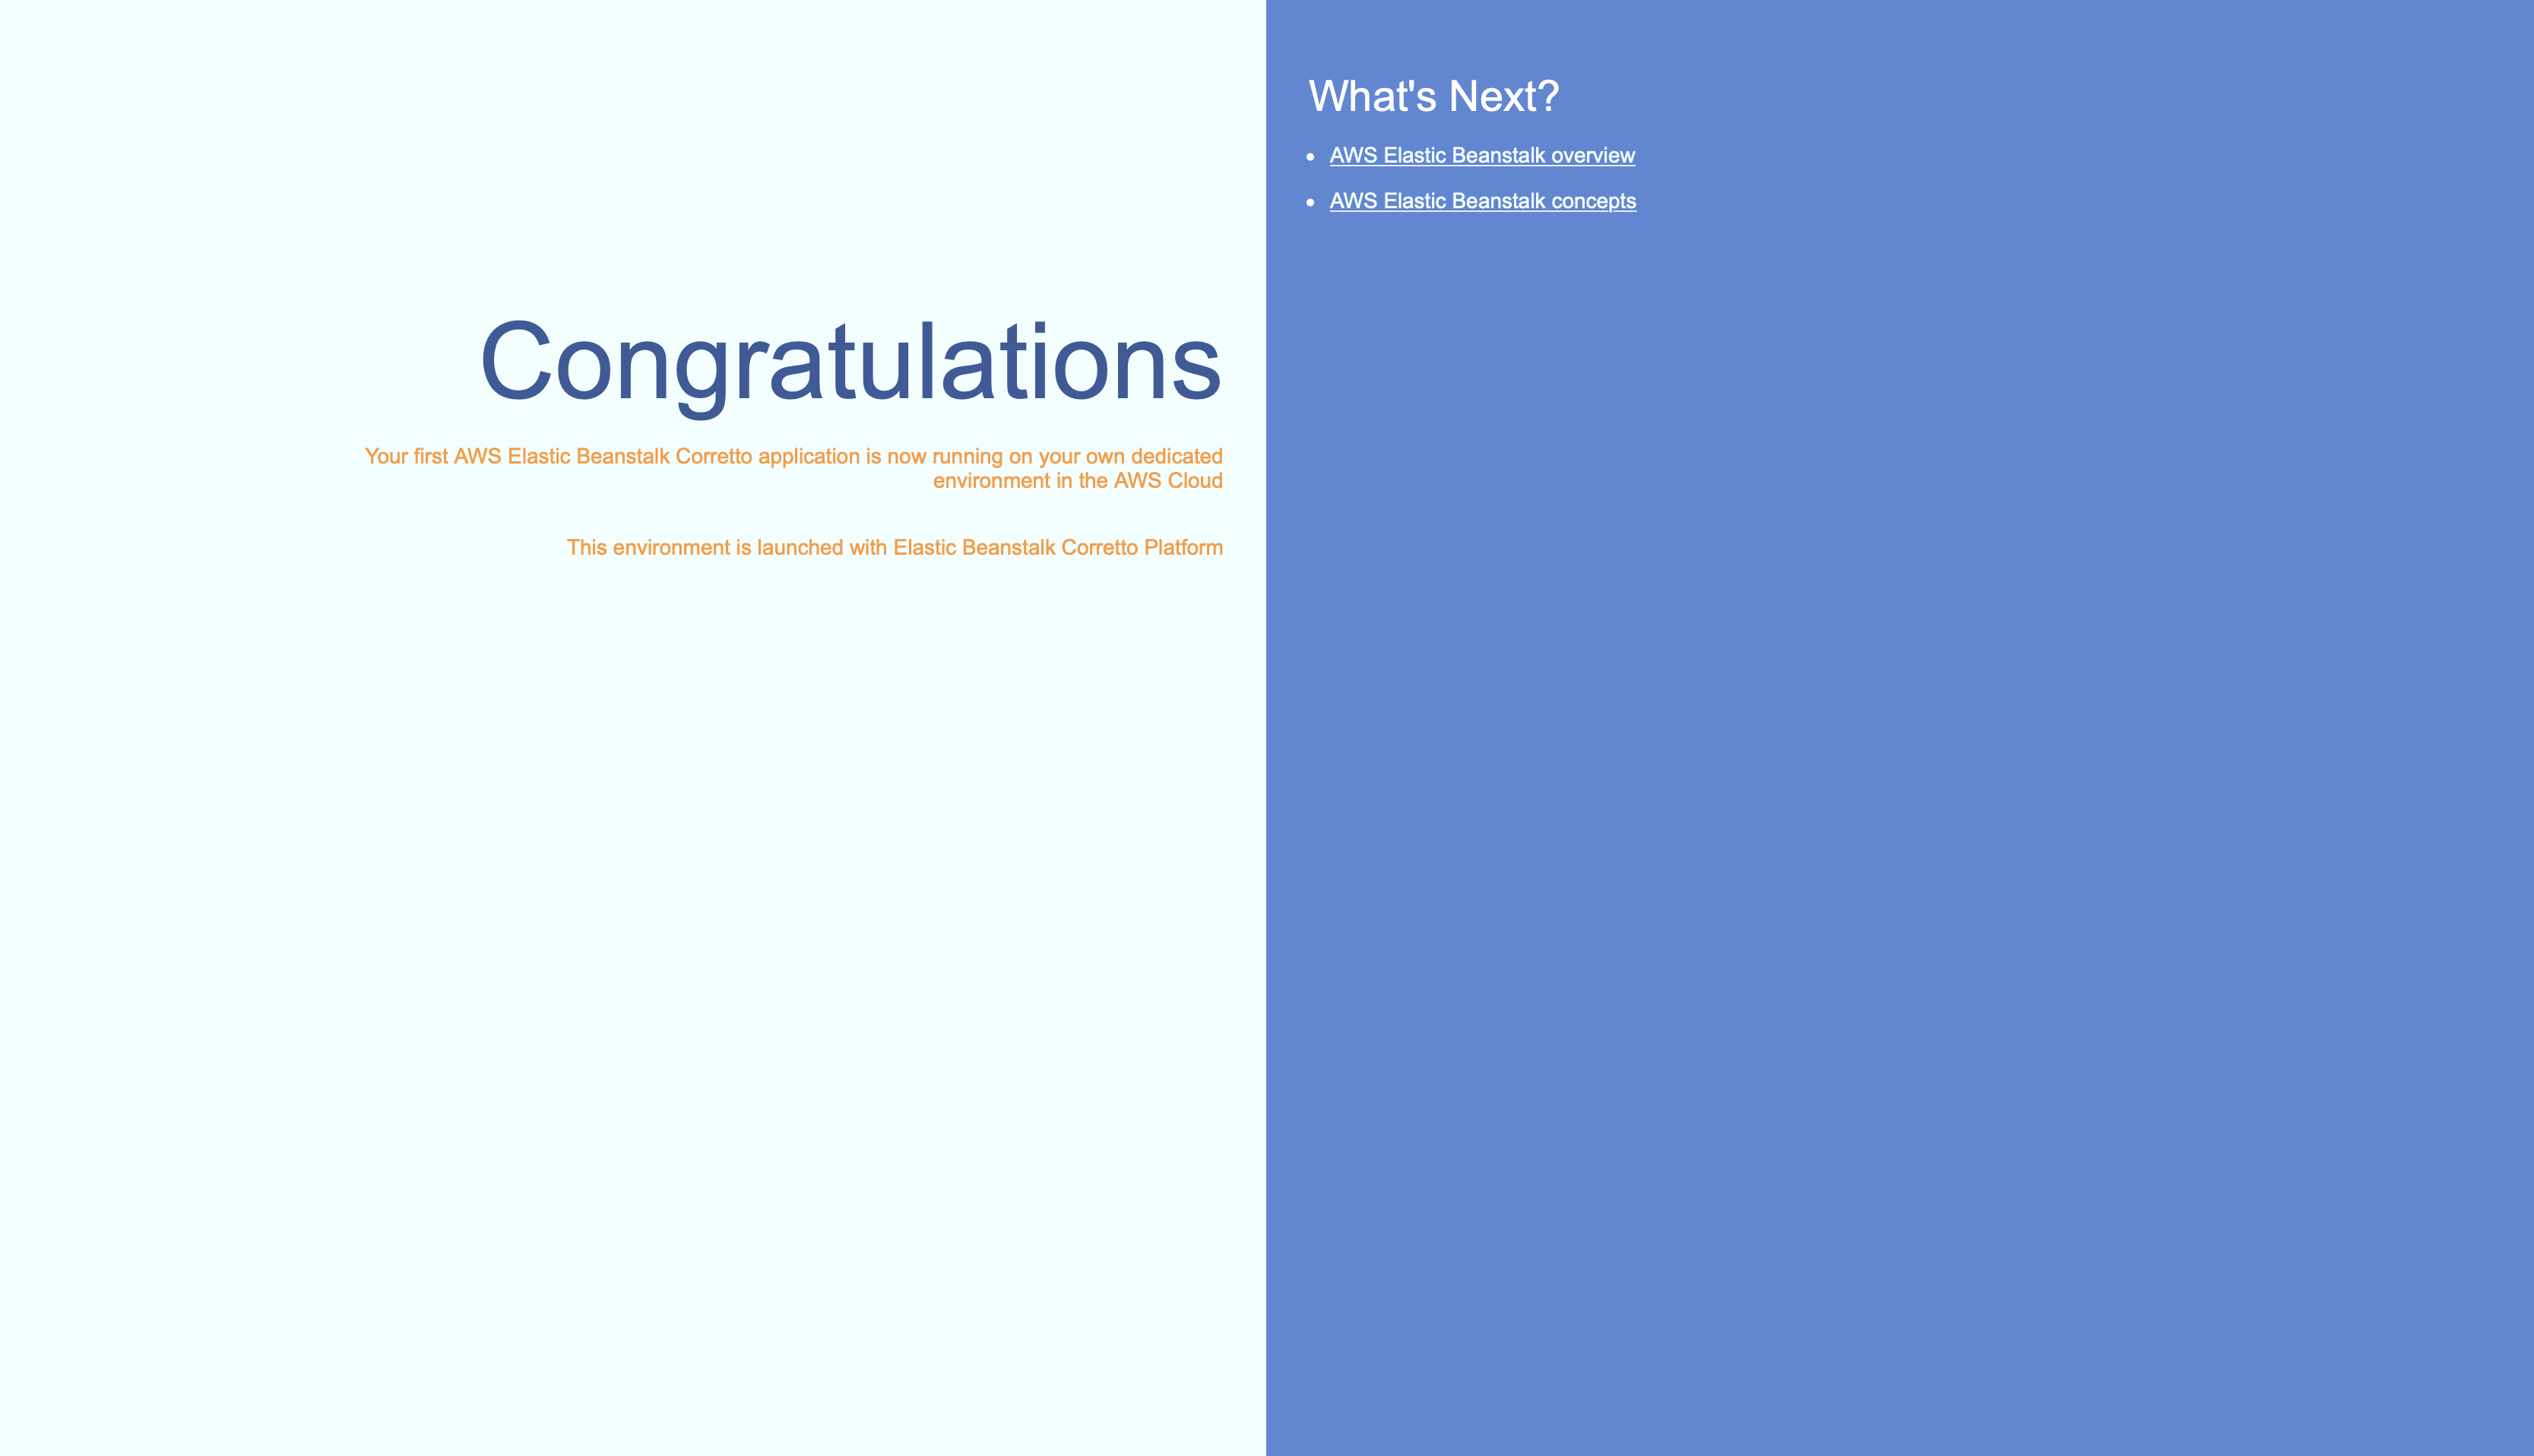 Congratulations
Your first AWS Elastic Beanstalk Corretto application is now running on your own dedicated
environment in the AWS Cloud
This environment is launched with Elastic Beanstalk Corretto Platform
What's Next?
AWS Elastic Beanstalk overview
AWS Elastic Beanstalk concepts